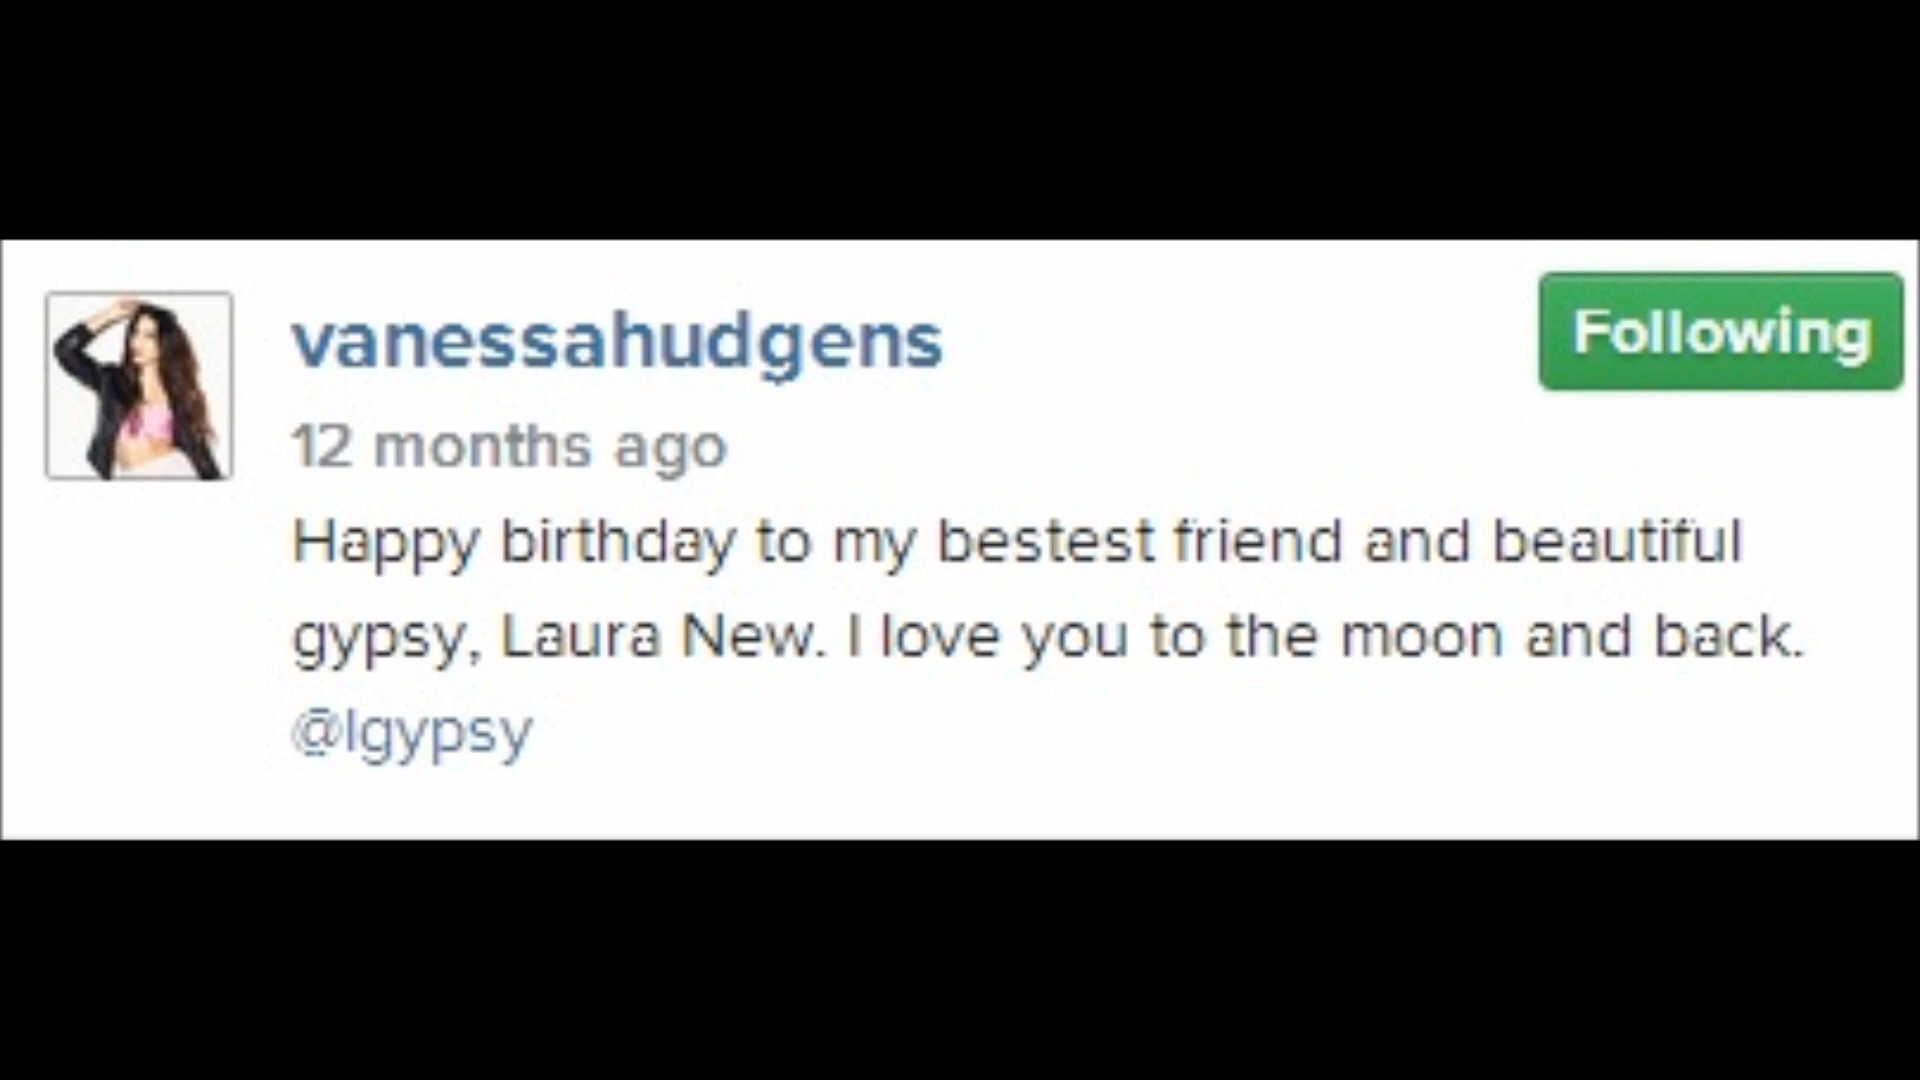 vanessahudgens
Following
12 months ago
Happy birthday to my bestest friend and beautiful
gypsy, Laura New. I love you to the moon and back.
@lgypsy